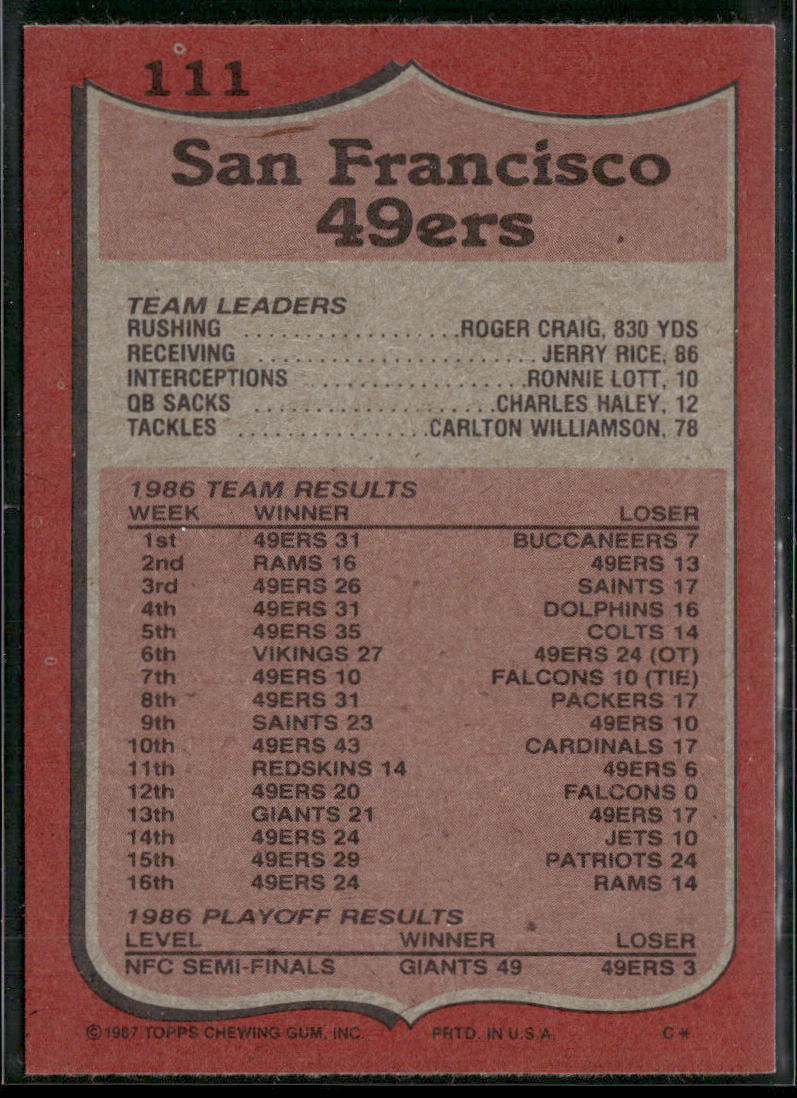 111
San Francisco
49ers
TEAM LEADERS
RUSHING ..................ROGER CRAIG, 830 YDS
RECEIVING .......................JERRY RICE, 86
INTERCEPTIONS ..................RONNIE LOTT, 10
QB SACKS ....................CHARLES HALEY, 12
TACKLES ................CARLTON WILLIAMSON, 78
1986 TEAM RESULTS
WEEK WINNER LOSER
1st 49ERS 31 BUCCANEERS 7
2nd RAMS 16 49ERS 13
3rd 49ERS 26 SAINTS 17
4th 49ERS 31 DOLPHINS 16
5th 49ERS 35 COLTS 14
6th VIKINGS 27 49ERS 24 (OT)
7th 49ERS 10 FALCONS 10 (TIE)
8th 49ERS 31 PACKERS 17
9th SAINTS 23 49ERS 10
10th 49ERS 43 CARDINALS 17
11th REDSKINS 14 49ERS 6
12th 49ERS 20 FALCONS 0
13th GIANTS 21 49ERS 17
14th 49ERS 24 JETS 10
15th 49ERS 29 PATRIOTS 24
16th 49ERS 24 RAMS 14
1986 PLAYOFF RESULTS
LEVEL WINNER LOSER
NFC SEMI-FINALS GIANTS 49 49ERS 3
©1987 TOPPS CHEWING GUM, INC. PRTD. IN U.S.A. C*